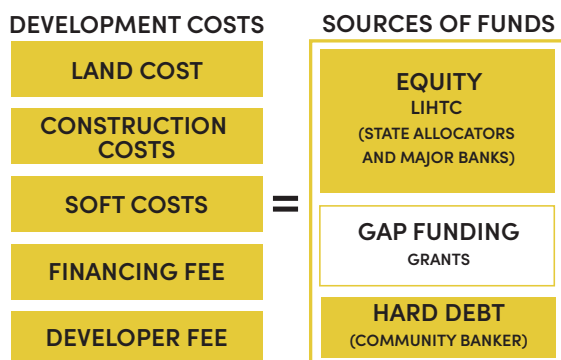 DEVELOPMENT COSTS
LAND COST
CONSTRUCTION
COSTS
SOFT COSTS
FINANCING FEE
DEVELOPER FEE
=
SOURCES OF FUNDS
EQUITY
LIHTC
(STATE ALLOCATORS
AND MAJOR BANKS)
GAP FUNDING
GRANTS
HARD DEBT
(COMMUNITY BANKER)